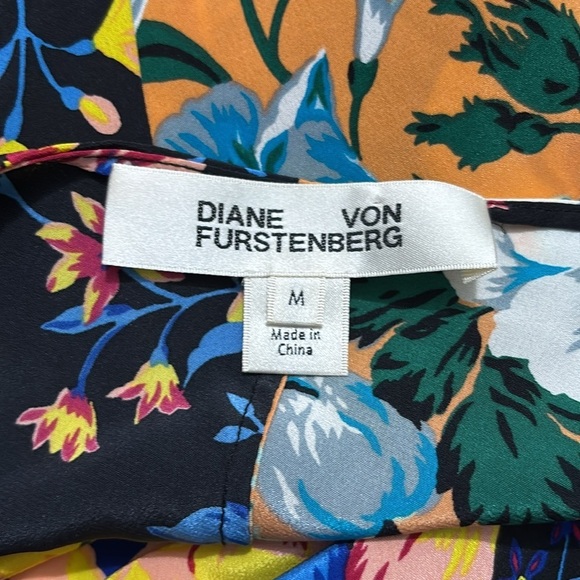 DIANE VON
FURSTENBERG
M
Made in
China